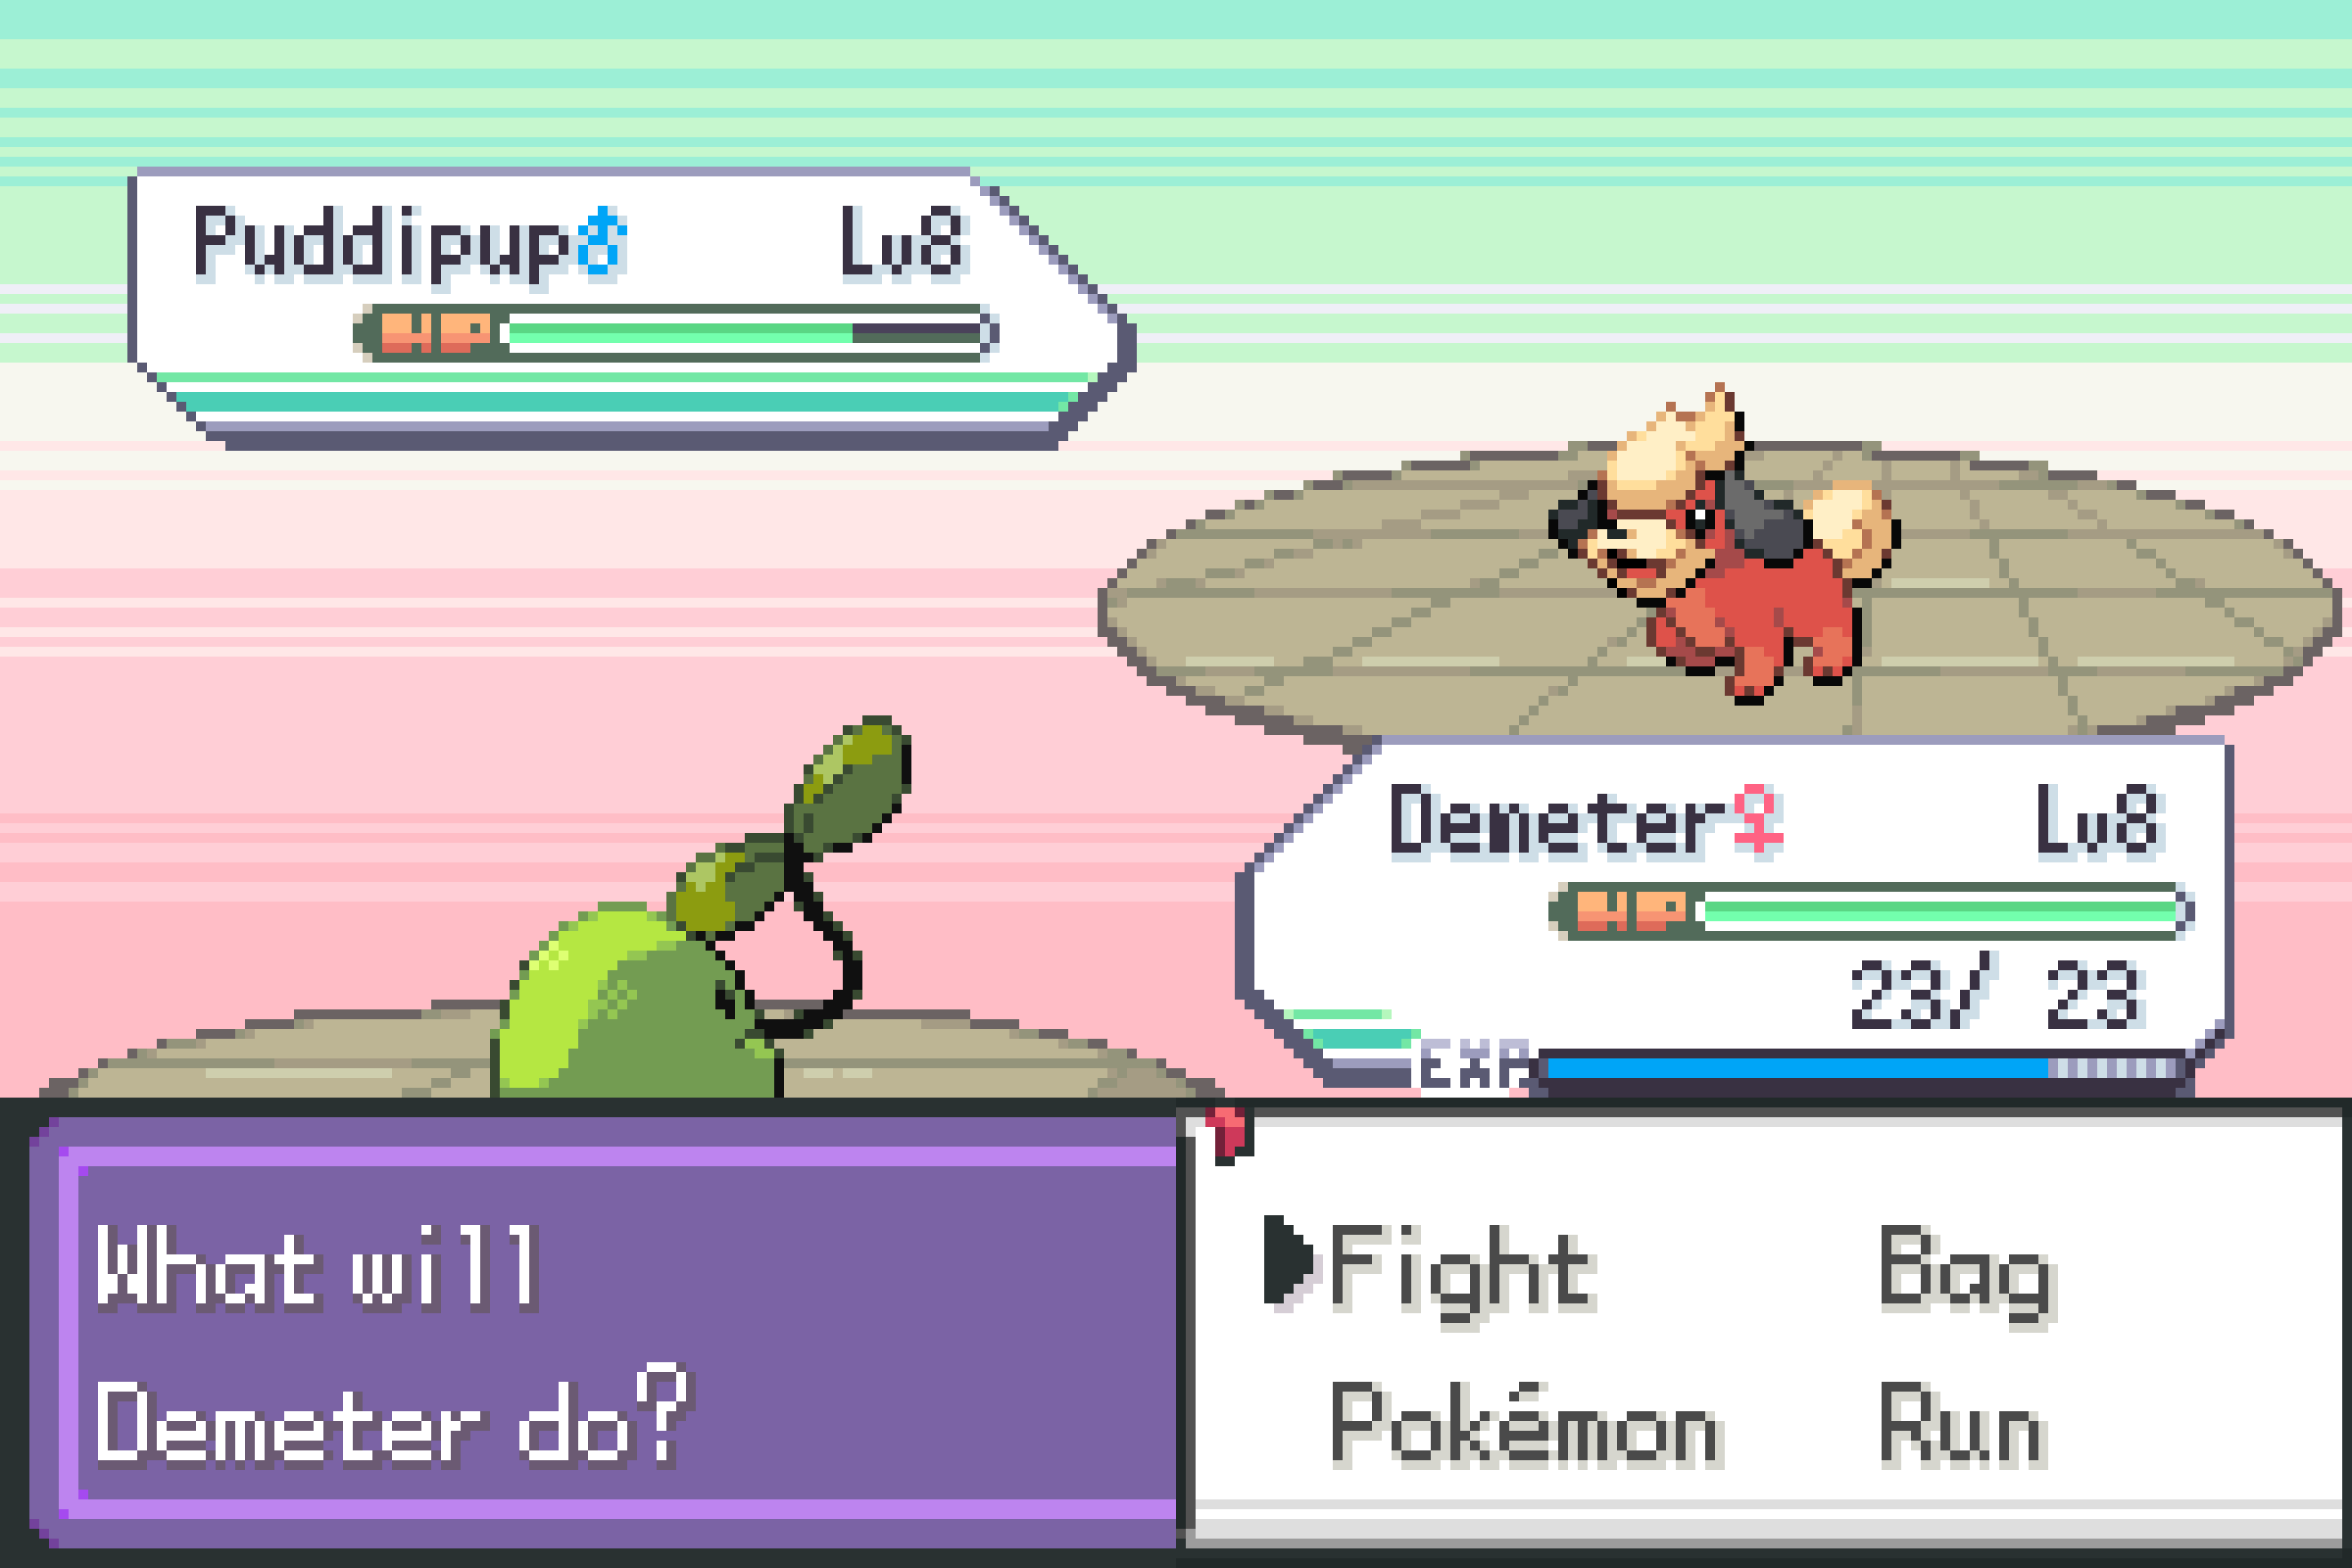 Puddipup♂ Lv8
HP
Demeter♀ Lv8
HP
23/ 23
EXP
What will
Demeter do?
Fight Bag
Pokémon Run